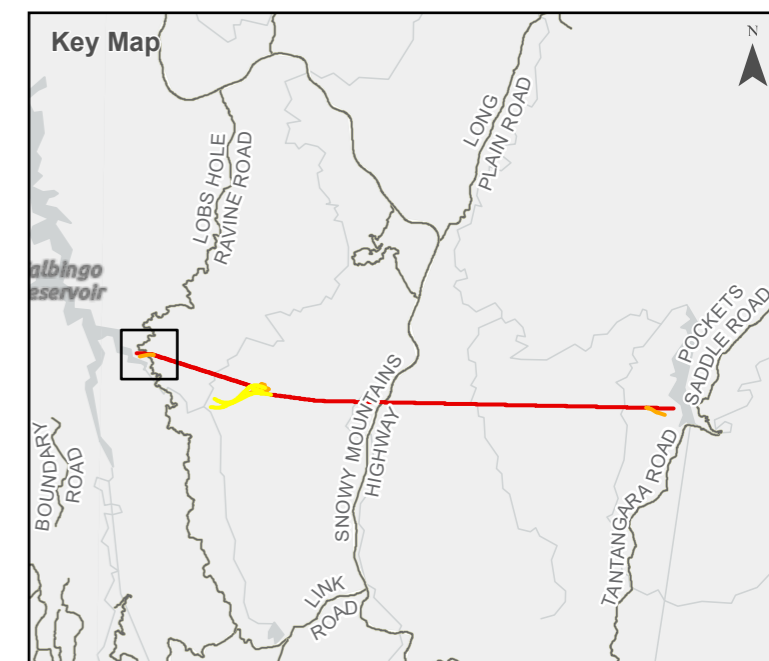 Key Map
N
LONG
PLAIN ROAD
LOBS HOLE
RAVINE ROAD
albingo
eservoir
POCKETS
SADDLE ROAD
SNOWY MOUNTAINS
HIGHWAY
BOUNDARY
ROAD
TANTANGARA ROAD
LINK
ROAD